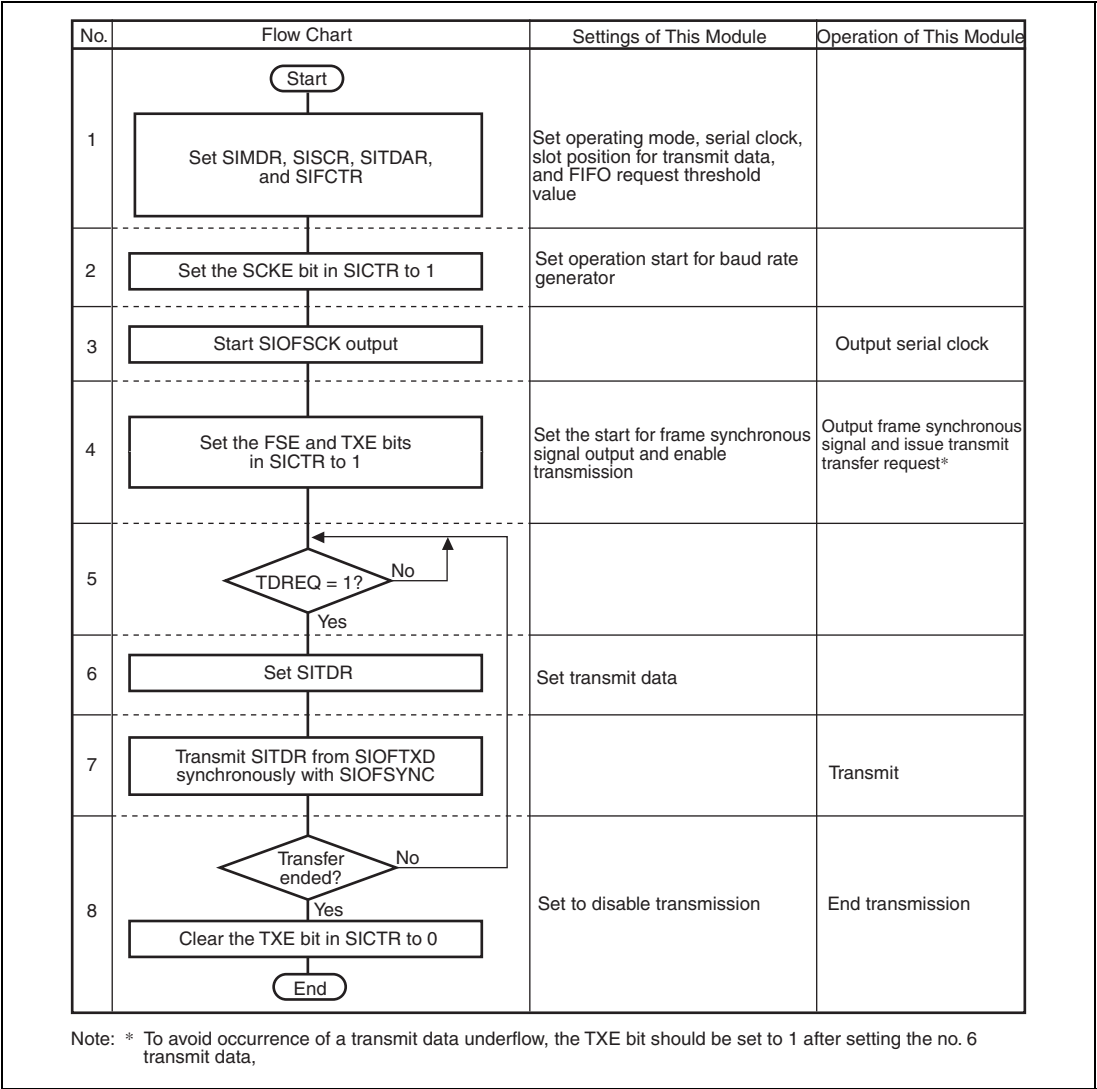 No. Flow Chart Settings of This Module Operation of This Module
Start
1
Set SIMDR, SISCR, SITDAR,
and SIFCTR
Set operating mode, serial clock,
slot position for transmit data,
and FIFO request threshold
value
2
Set the SCKE bit in SICTR to 1
Set operation start for baud rate
generator
3
Start SIOFSCK output
Output serial clock
4
Set the FSE and TXE bits
in SICTR to 1
Set the start for frame synchronous
signal output and enable
transmission
Output frame synchronous
signal and issue transmit
transfer request*
5
TDREQ = 1?
No
Yes
6
Set SITDR
Set transmit data
7
Transmit SITDR from SIOFTXD
synchronously with SIOFSYNC
Transmit
8
Transfer
ended?
No
Yes
Clear the TXE bit in SICTR to 0
Set to disable transmission
End transmission
End
Note: * To avoid occurrence of a transmit data underflow, the TXE bit should be set to 1 after setting the no. 6
transmit data,